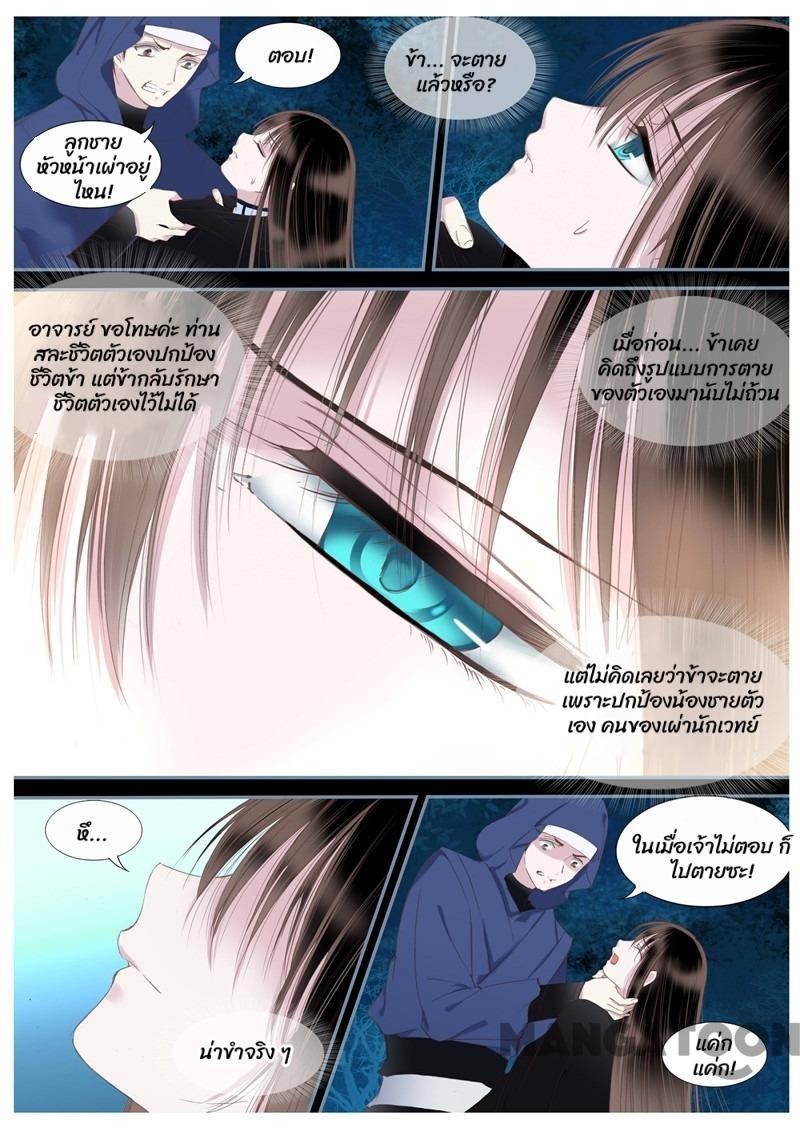 ตอบ!
ลูกชาย
หัวหน้าเผ่าอยู่
ไหน!
ข้า... จะตาย
แล้วหรือ?
อาจารย์ ขอโทษค่ะ ท่าน
สละชีวิตตัวเองปกป้อง
ชีวิตข้า แต่ข้ากลับรักษา
ชีวิตตัวเองไว้ไม่ได้
เมื่อก่อน... ข้าเคย
คิดถึงรูปแบบการตาย
ของตัวเองมานับไม่ถ้วน
แต่ไม่คิดเลยว่าข้าจะตาย
เพราะปกป้องน้องชายตัว
เอง คนของเผ่านักเวทย์
หึ...
น่าขำจริง ๆ
ในเมื่อเจ้าไม่ตอบ ก็
ไปตายซะ!
แค่ก
แค่ก!
MANGATOON